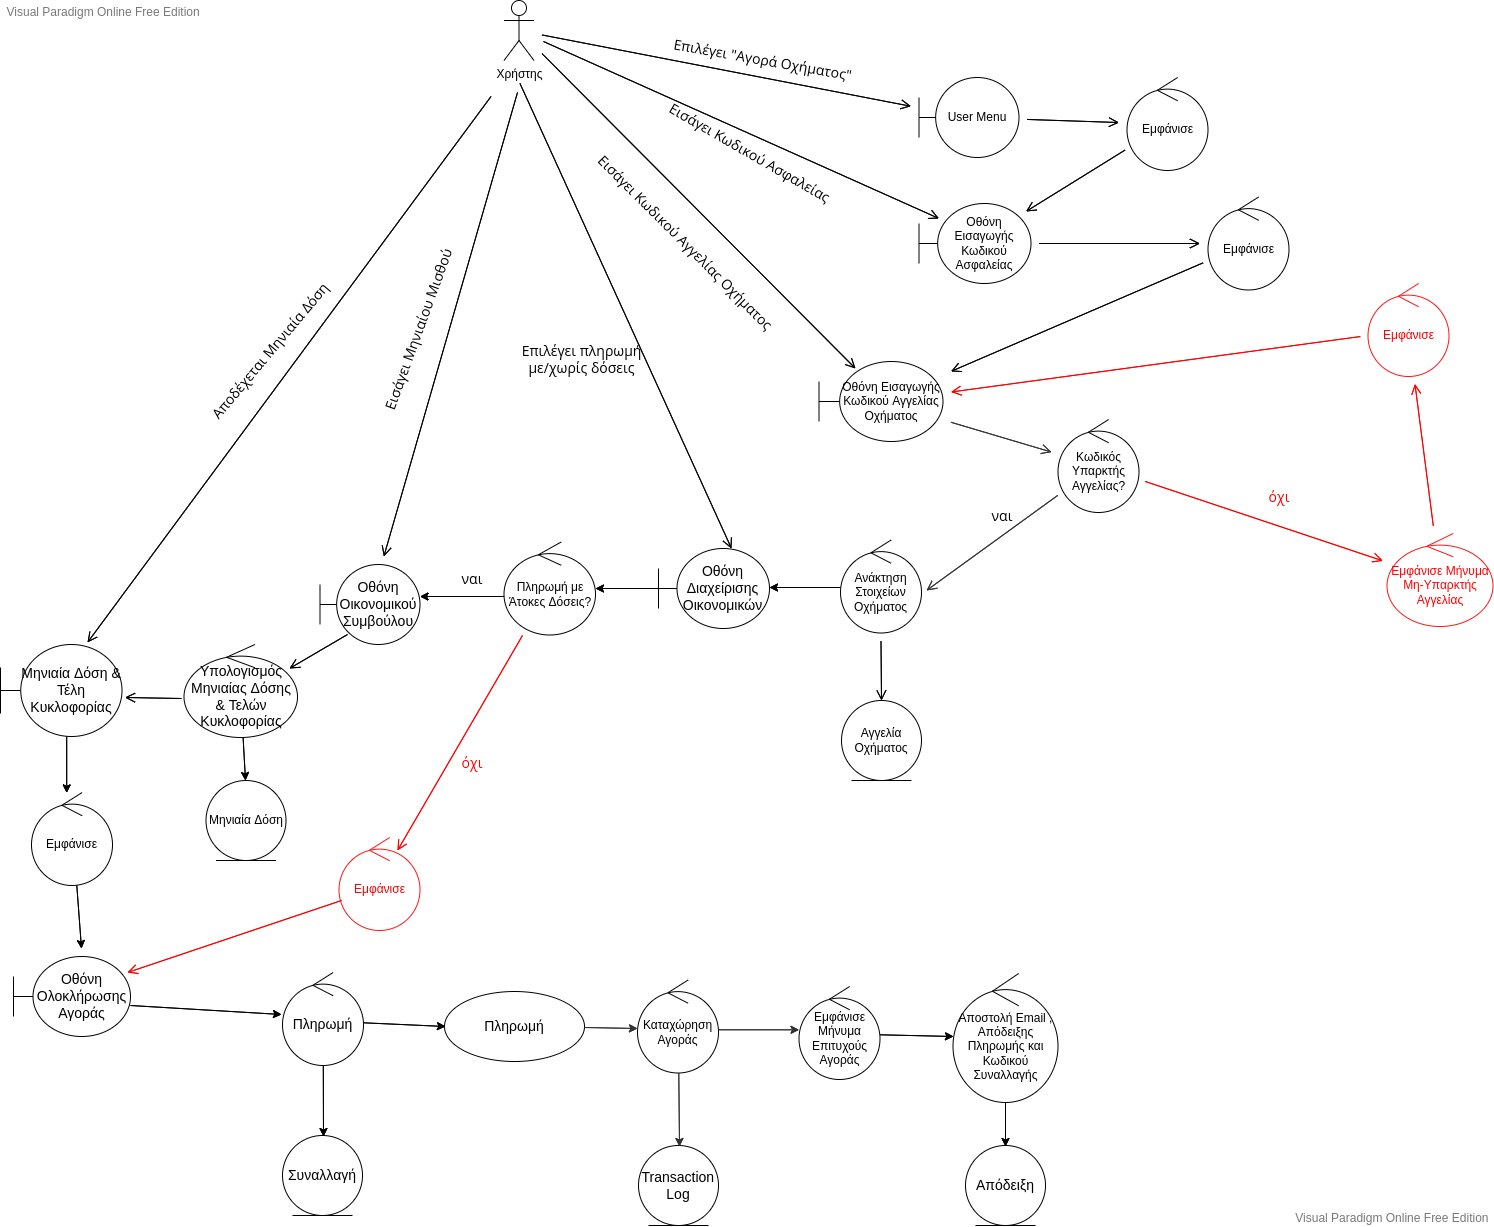 Visual Paradigm Online Free Edition
Χρήστης
Επιλέγει "Αγορά Οχήματος"
User Menu
Εμφάνισε
Εισάγει Κωδικού Ασφαλείας
Οθόνη
Εισαγωγής
Κωδικού
Ασφαλείας
Εμφάνισε
Εισάγει Κωδικού Αγγελίας Οχήματος
Εισάγει Μηνιαίου Μισθού
Αποδέχεται Μηνιαία Δόση
Επιλέγει πληρωμή
με/χωρίς δόσεις
Εμφάνισε
Οθόνη Εισαγωγής
Κωδικού Αγγελίας
Οχήματος
Κωδικός
Υπαρκτής
Αγγελίας?
όχι
ναι
Εμφάνισε Μήνυμα
Μη-Υπαρκτής
Αγγελίας
Ανάκτηση
Στοιχείων
Οχήματος
Οθόνη
Διαχείρισης
Οικονομικών
Πληρωμή με
Άτοκες Δόσεις?
ναι
Οθόνη
Οικονομικού
Συμβούλου
Υπολογισμός
Μηνιαίας Δόσης
& Τελών
Κυκλοφορίας
Μηνιαία Δόση &
Τέλη
Κυκλοφορίας
Αγγελία
Οχήματος
όχι
Μηνιαία Δόση
Εμφάνισε
Εμφάνισε
Οθόνη
Ολοκλήρωσης
Αγοράς
Πληρωμή
Πληρωμή
Καταχώρηση
Αγοράς
Εμφάνισε
Μήνυμα
Επιτυχούς
Αγοράς
Αποστολή Email ,
Απόδειξης
Πληρωμής και
Κωδικού
Συναλλαγής
Συναλλαγή
Transaction
Log
Απόδειξη
Visual Paradigm Online Free Edition